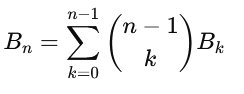 $B_n = \sum_{k=0}^{n-1} \binom{n-1}{k} B_k$